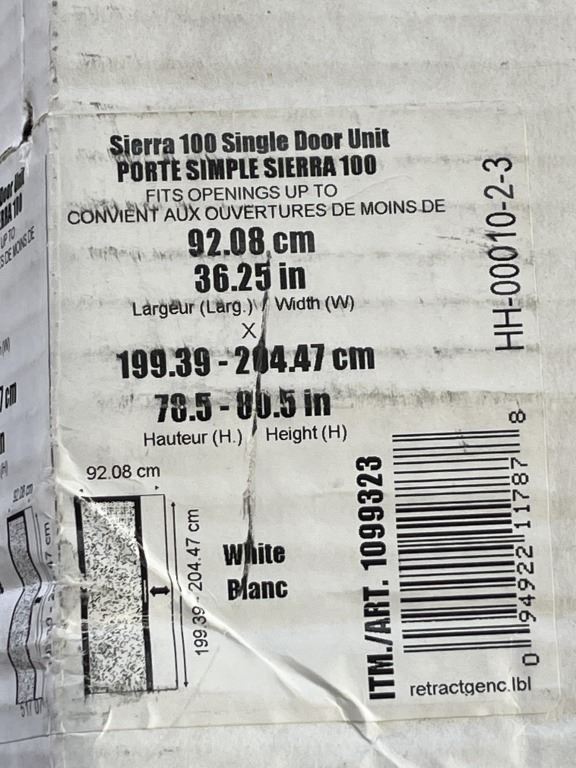 Sierra 100 Single Door Unit
PORTE SIMPLE SIERRA 100
FITS OPENINGS UP TO
CONVIENT AUX OUVERTURES DE MOINS DE
92.08 cm
36.25 in
Largeur (Larg.) / Width (W)
X
199.39 - 204.47 cm
78.5 - 80.5 in
Hauteur (H.) / Height (H)
92.08 cm
199.39 - 204.47 cm
White
Blanc
HH-00010-2-3
ITM./ART. 1099323
0 94922 11787 8
retractgenc.lbl